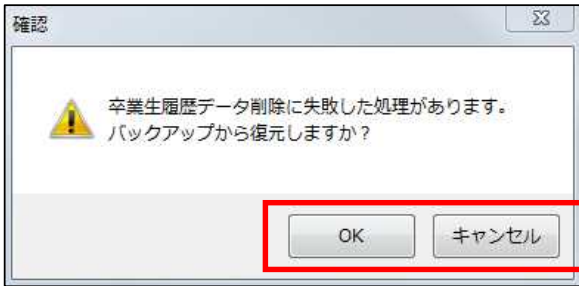 確認
卒業生履歴データ削除に失敗した処理があります。
バックアップから復元しますか？
OK
キャンセル